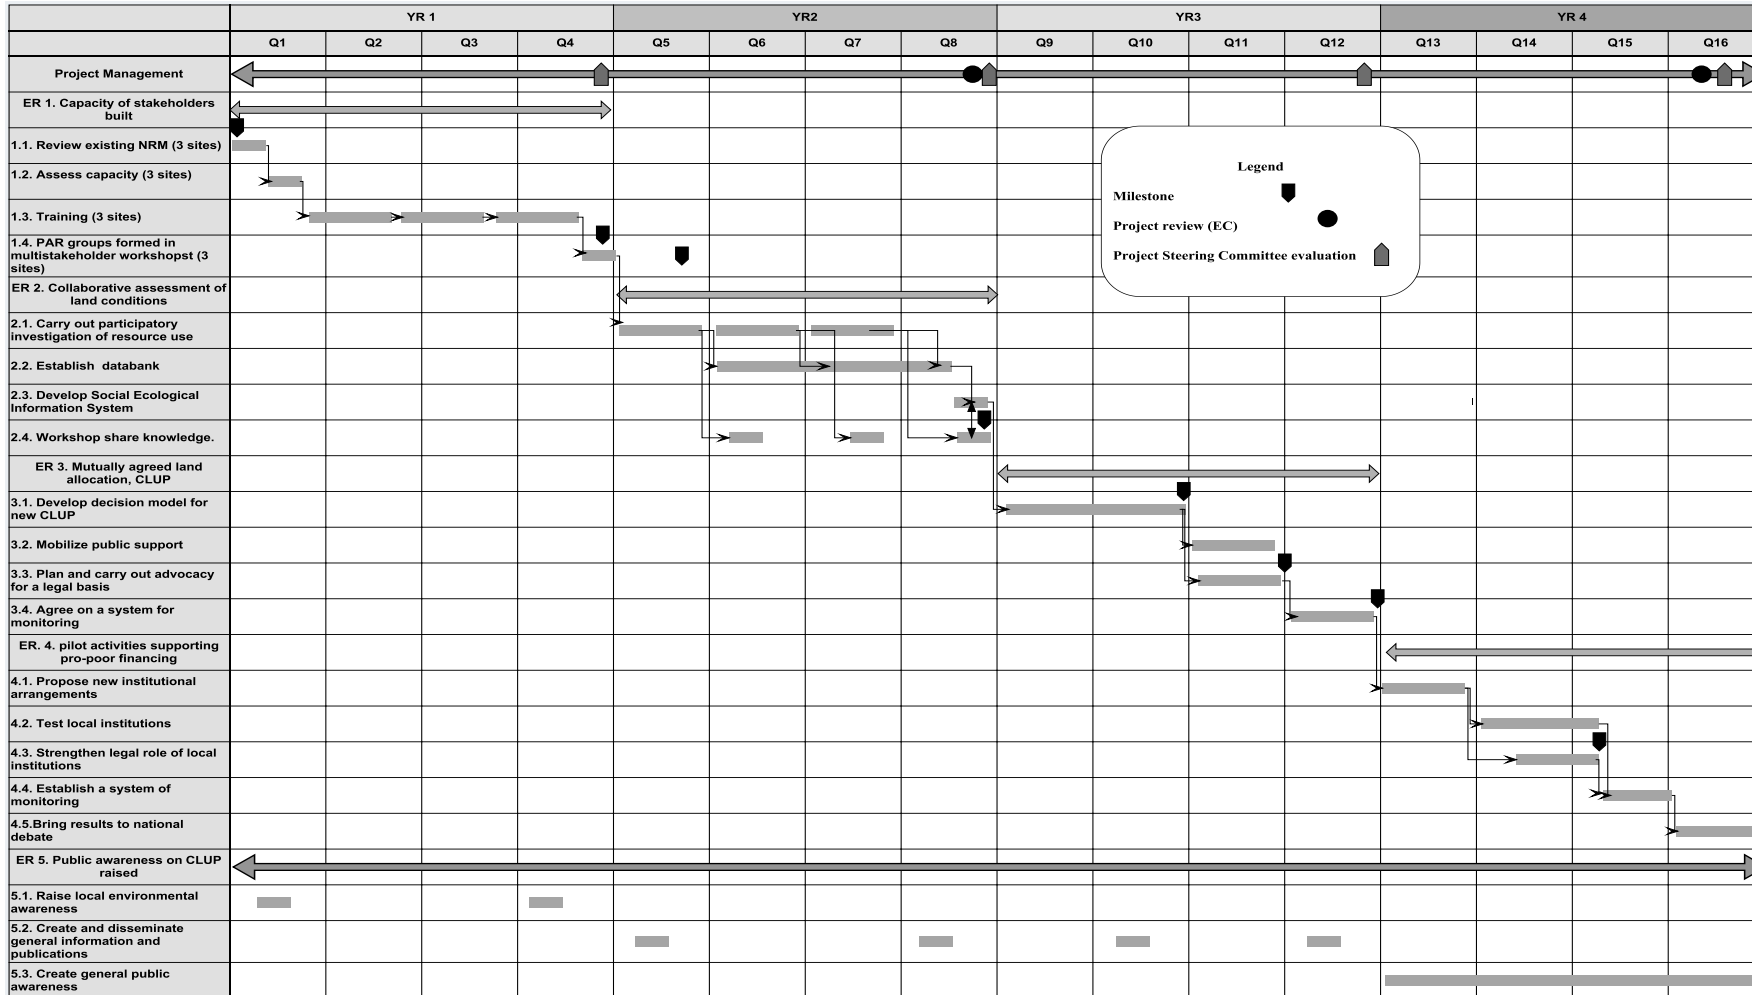 YR 1 YR2 YR3 YR 4
Q1 Q2 Q3 Q4 Q5 Q6 Q7 Q8 Q9 Q10 Q11 Q12 Q13 Q14 Q15 Q16
Project Management
ER 1. Capacity of stakeholders
built
1.1. Review existing NRM (3 sites)
1.2. Assess capacity (3 sites)
1.3. Training (3 sites)
1.4. PAR groups formed in
multistakeholder workshopst (3
sites)
ER 2. Collaborative assessment of
land conditions
2.1. Carry out participatory
investigation of resource use
2.2. Establish databank
2.3. Develop Social Ecological
Information System
2.4. Workshop share knowledge.
ER 3. Mutually agreed land
allocation, CLUP
3.1. Develop decision model for
new CLUP
3.2. Mobilize public support
3.3. Plan and carry out advocacy
for a legal basis
3.4. Agree on a system for
monitoring
ER. 4. pilot activities supporting
pro-poor financing
4.1. Propose new institutional
arrangements
4.2. Test local institutions
4.3. Strengthen legal role of local
institutions
4.4. Establish a system of
monitoring
4.5.Bring results to national
debate
ER 5. Public awareness on CLUP
raised
5.1. Raise local environmental
awareness
5.2. Create and disseminate
general information and
publications
5.3. Create general public
awareness
Legend
Milestone
Project review (EC)
Project Steering Committee evaluation